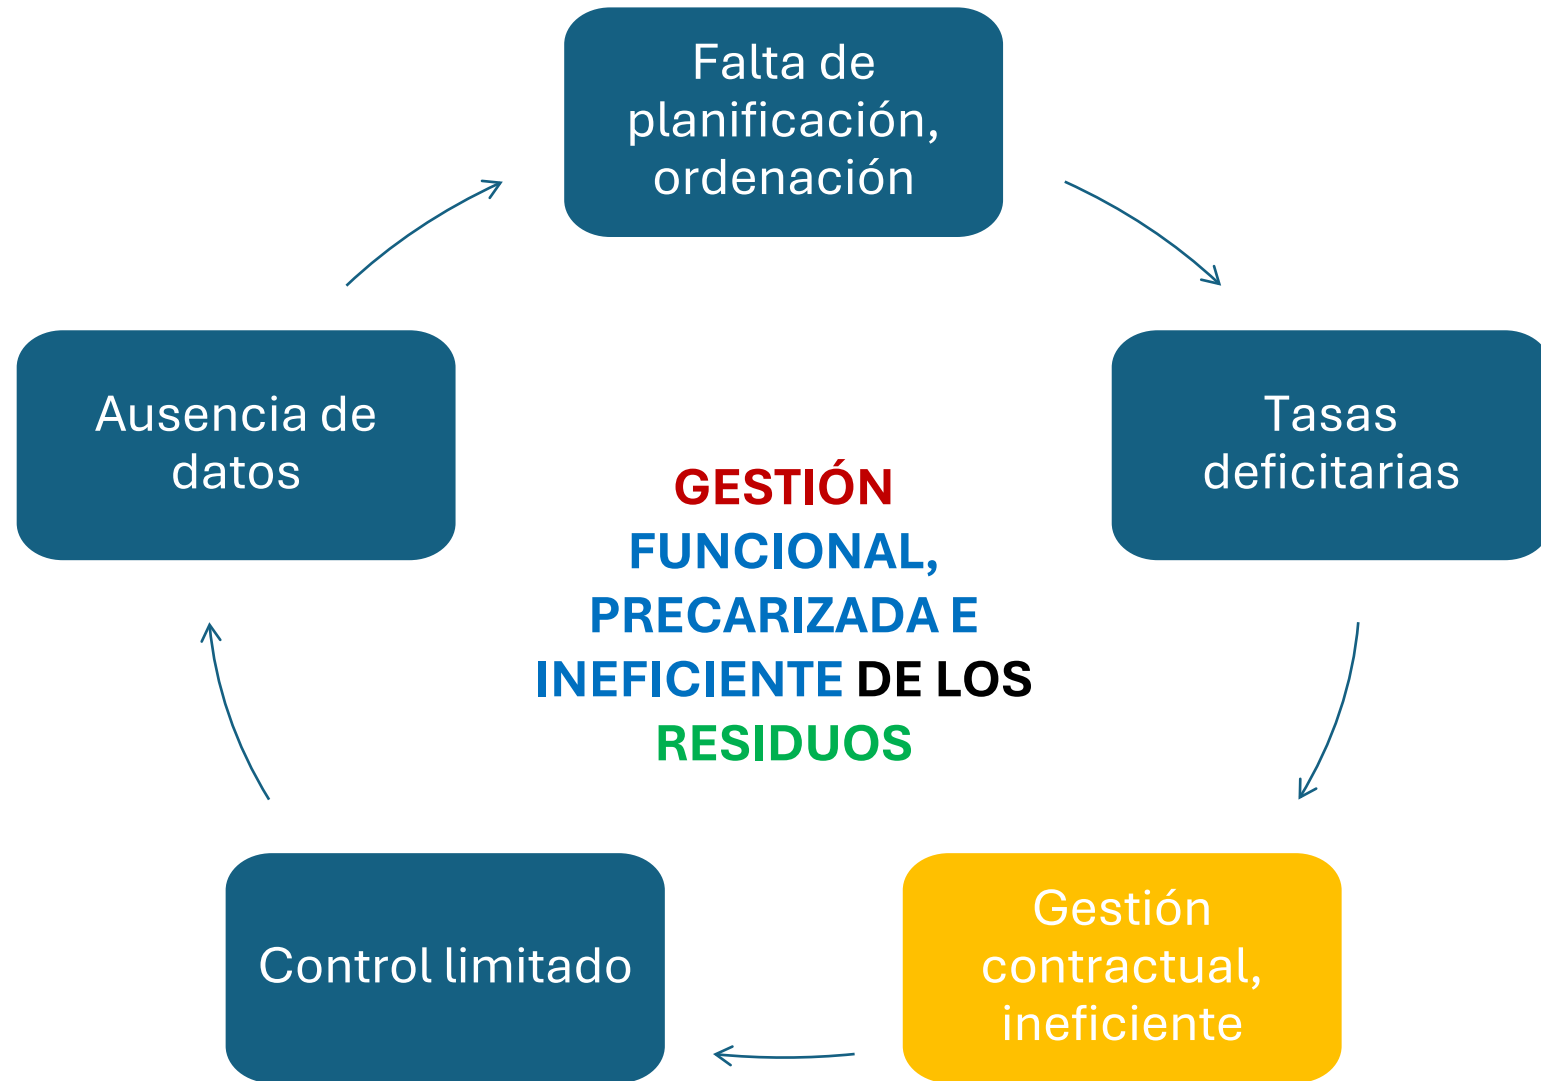 Falta de
planificación,
ordenación
Ausencia de
datos
Tasas
deficitarias
GESTIÓN
FUNCIONAL,
PRECARIZADA E
INEFICIENTE DE LOS
RESIDUOS
Control limitado
Gestión
contractual,
ineficiente